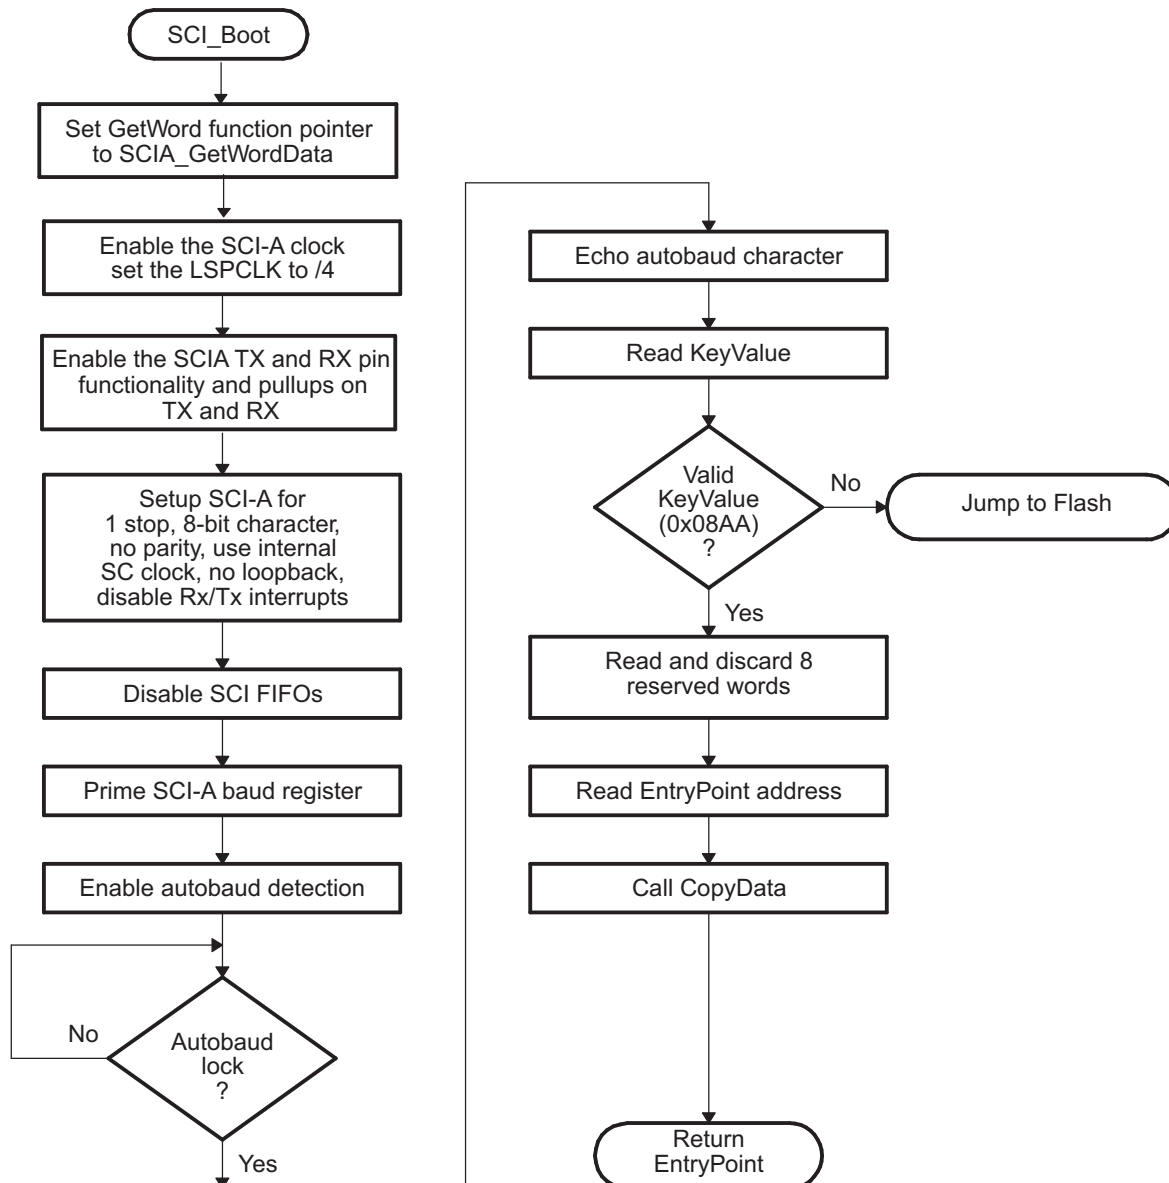 SCI_Boot
Set GetWord function pointer
to SCIA_GetWordData
Enable the SCI-A clock
set the LSPCLK to /4
Enable the SCIA TX and RX pin
functionality and pullups on
TX and RX
Setup SCI-A for
1 stop, 8-bit character,
no parity, use internal
SC clock, no loopback,
disable Rx/Tx interrupts
Disable SCI FIFOs
Prime SCI-A baud register
Enable autobaud detection
No
Autobaud
lock
?
Yes
Echo autobaud character
Read KeyValue
Valid
KeyValue
(0x08AA)
?
No
Jump to Flash
Yes
Read and discard 8
reserved words
Read EntryPoint address
Call CopyData
Return
EntryPoint